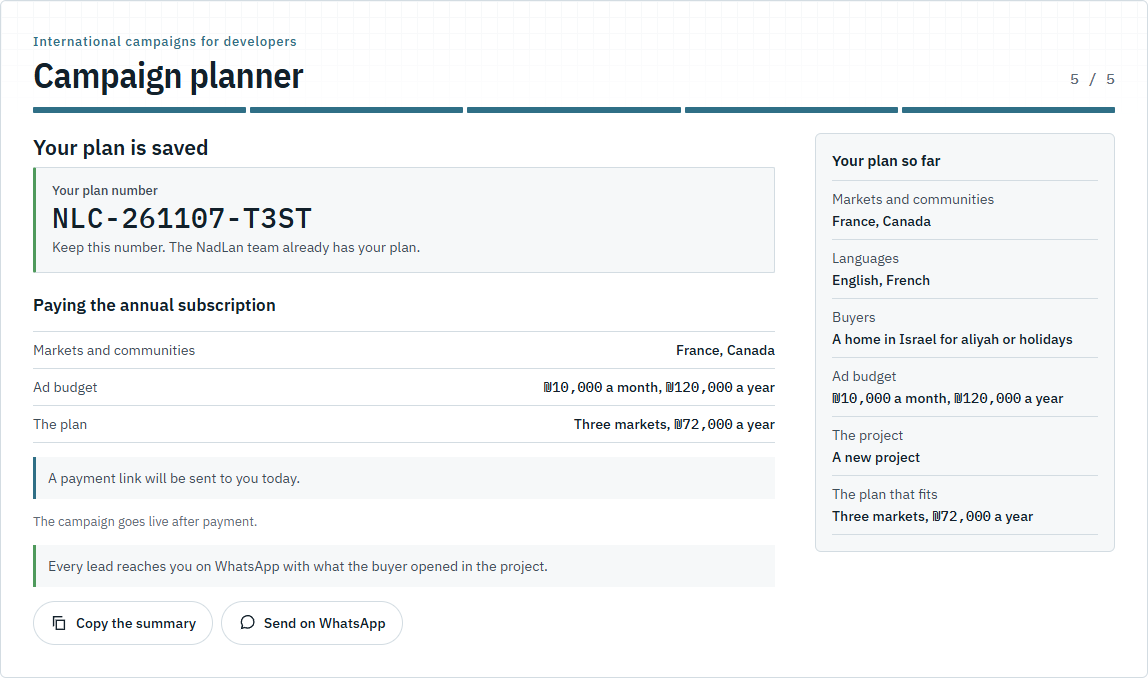 International campaigns for developers
Campaign planner
5 / 5
Your plan is saved
Your plan number
NLC-261107-T3ST
Keep this number. The NadLan team already has your plan.
Paying the annual subscription
Markets and communities France, Canada
Ad budget ₪10,000 a month, ₪120,000 a year
The plan Three markets, ₪72,000 a year
A payment link will be sent to you today.
The campaign goes live after payment.
Every lead reaches you on WhatsApp with what the buyer opened in the project.
Copy the summary
Send on WhatsApp
Your plan so far
Markets and communities
France, Canada
Languages
English, French
Buyers
A home in Israel for aliyah or holidays
Ad budget
₪10,000 a month, ₪120,000 a year
The project
A new project
The plan that fits
Three markets, ₪72,000 a year